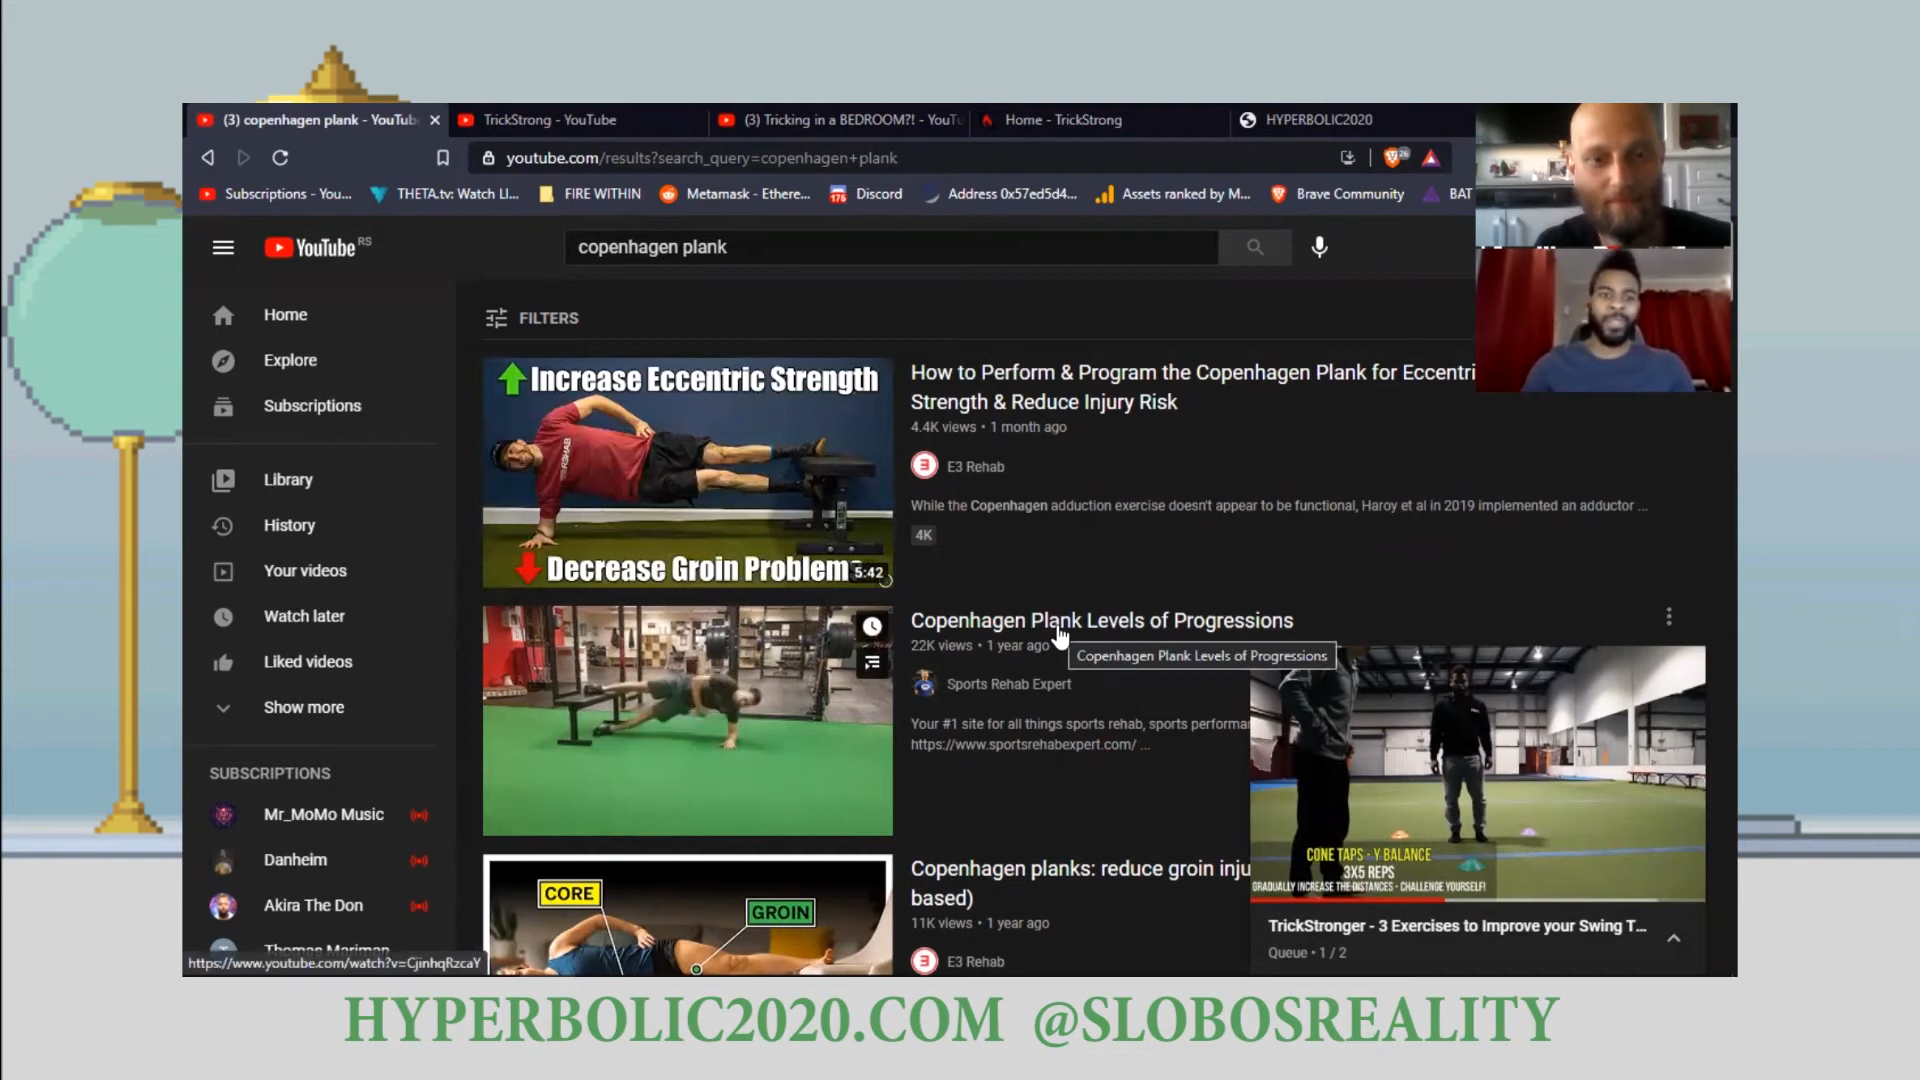 (3) copenhagen plank - YouTub
TrickStrong - YouTube
(3) Tricking in a BEDROOM?! - YouTu
Home - TrickStrong
HYPERBOLIC2020
youtube.com/results?search_query=copenhagen+plank
26
Subscriptions - You...
THETA.tv: Watch LI...
FIRE WITHIN
Metamask - Ethere...
175
Discord
Address 0x57ed5d4...
Assets ranked by M...
Brave Community
BAT
YouTube RS
copenhagen plank
Home
Explore
Subscriptions
Library
History
Your videos
Watch later
Liked videos
Show more
SUBSCRIPTIONS
Mr_MoMo Music
Danheim
Akira The Don
Thomas Mariman
https://www.youtube.com/watch?v=CjinhqRzcaY
FILTERS
Increase Eccentric Strength
Decrease Groin Problem
5:42
How to Perform & Program the Copenhagen Plank for Eccentri
Strength & Reduce Injury Risk
4.4K views • 1 month ago
E3 Rehab
While the Copenhagen adduction exercise doesn't appear to be functional, Haroy et al in 2019 implemented an adductor ...
4K
Copenhagen Plank Levels of Progressions
22K views • 1 year ago
Copenhagen Plank Levels of Progressions
Sports Rehab Expert
Your #1 site for all things sports rehab, sports performa
https://www.sportsrehabexpert.com/ ...
CORE
GROIN
Copenhagen planks: reduce groin inju
based)
11K views • 1 year ago
E3 Rehab
CONE TAPS - Y BALANCE
3X5 REPS
GRADUALLY INCREASE THE DISTANCES - CHALLENGE YOURSELF!
TrickStronger - 3 Exercises to Improve your Swing T...
Queue • 1 / 2
HYPERBOLIC2020.COM @SLOBOSREALITY